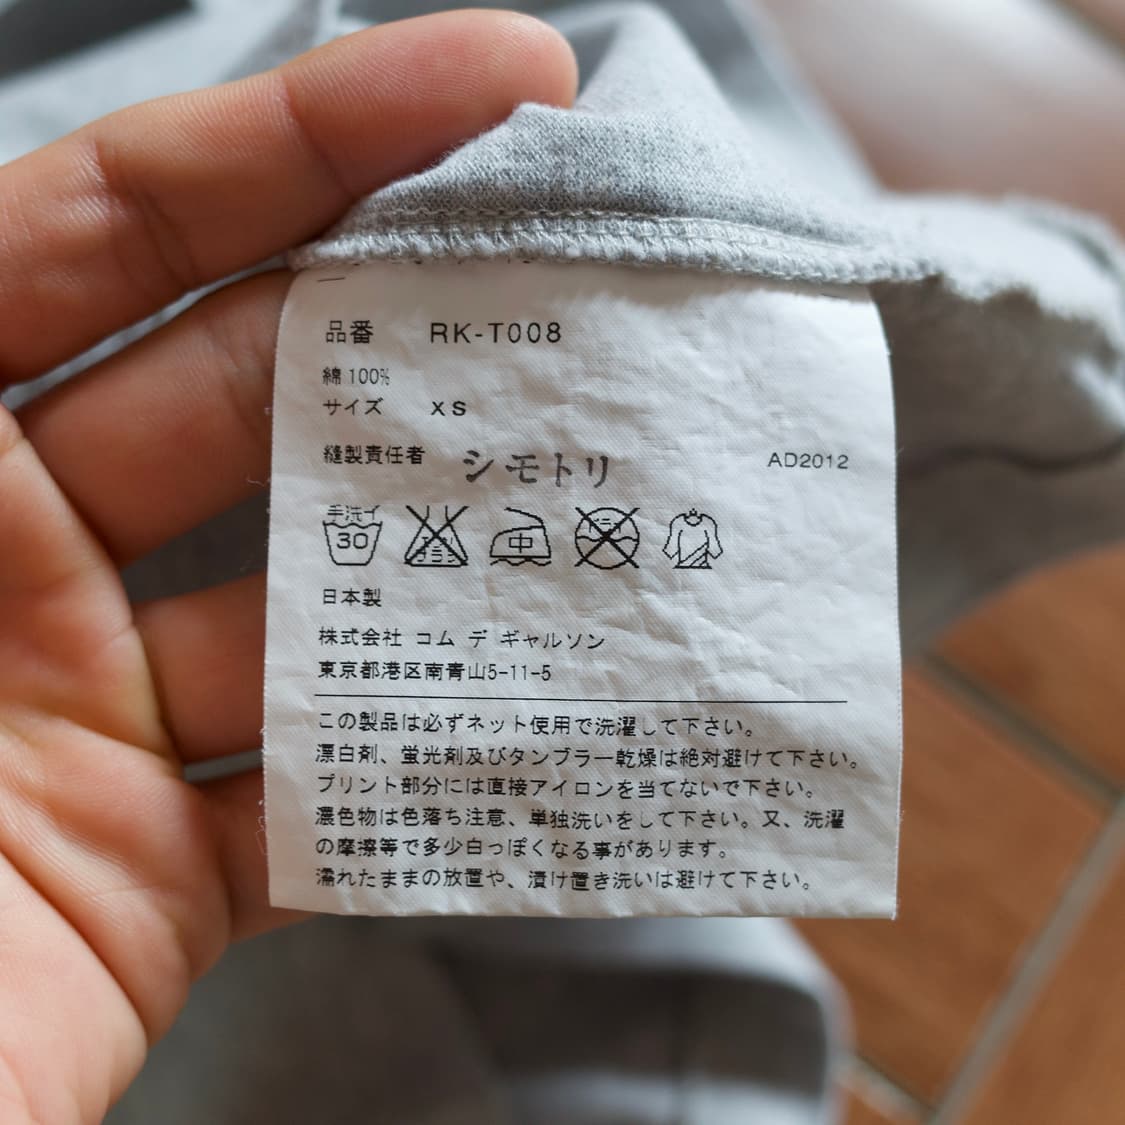 品番 RK-T008
綿 100%
サイズ XS
縫製責任者 シモトリ AD2012
手洗イ
30 中
日本製
株式会社 コム デ ギャルソン
東京都港区南青山5-11-5
この製品は必ずネット使用で洗濯して下さい。
漂白剤、蛍光剤及びタンブラー乾燥は絶対避けて下さい。
プリント部分には直接アイロンを当てないで下さい。
濃色物は色落ち注意、単独洗いをして下さい。又、洗濯
の摩擦等で多少白っぽくなる事があります。
濡れたままの放置や、漬け置き洗いは避けて下さい。